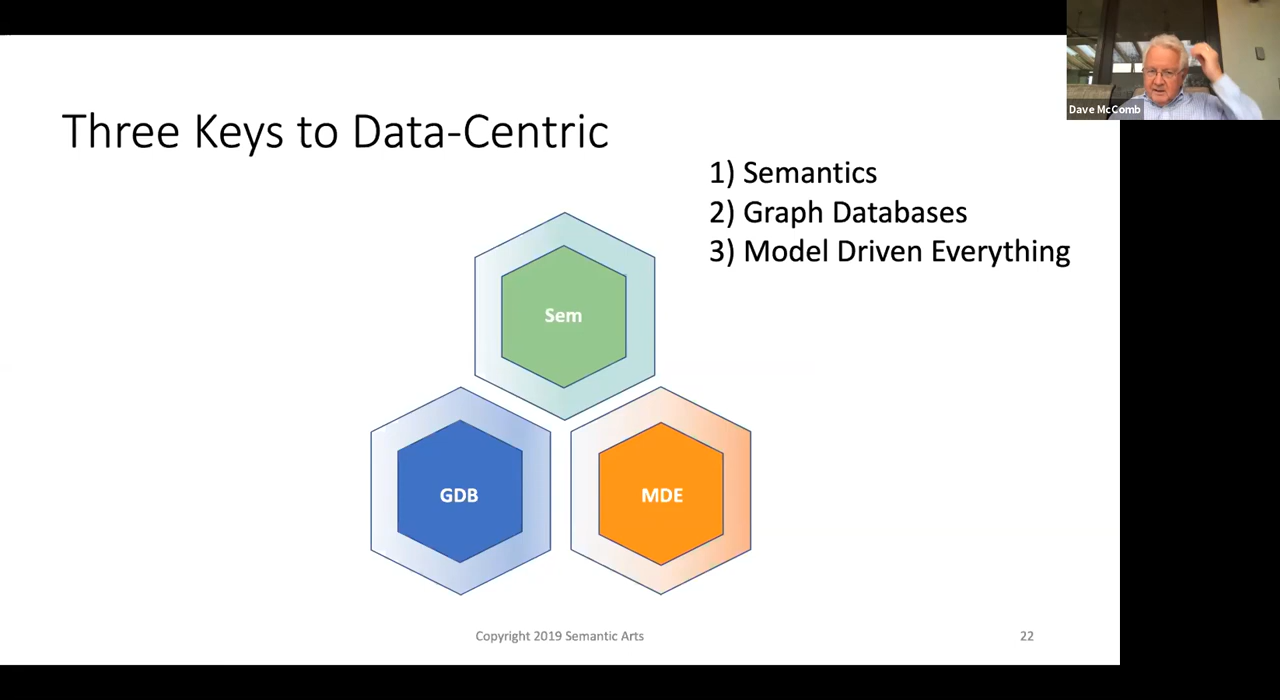 Dave McComb
Three Keys to Data-Centric
1) Semantics
2) Graph Databases
3) Model Driven Everything
Sem
GDB
MDE
Copyright 2019 Semantic Arts
22